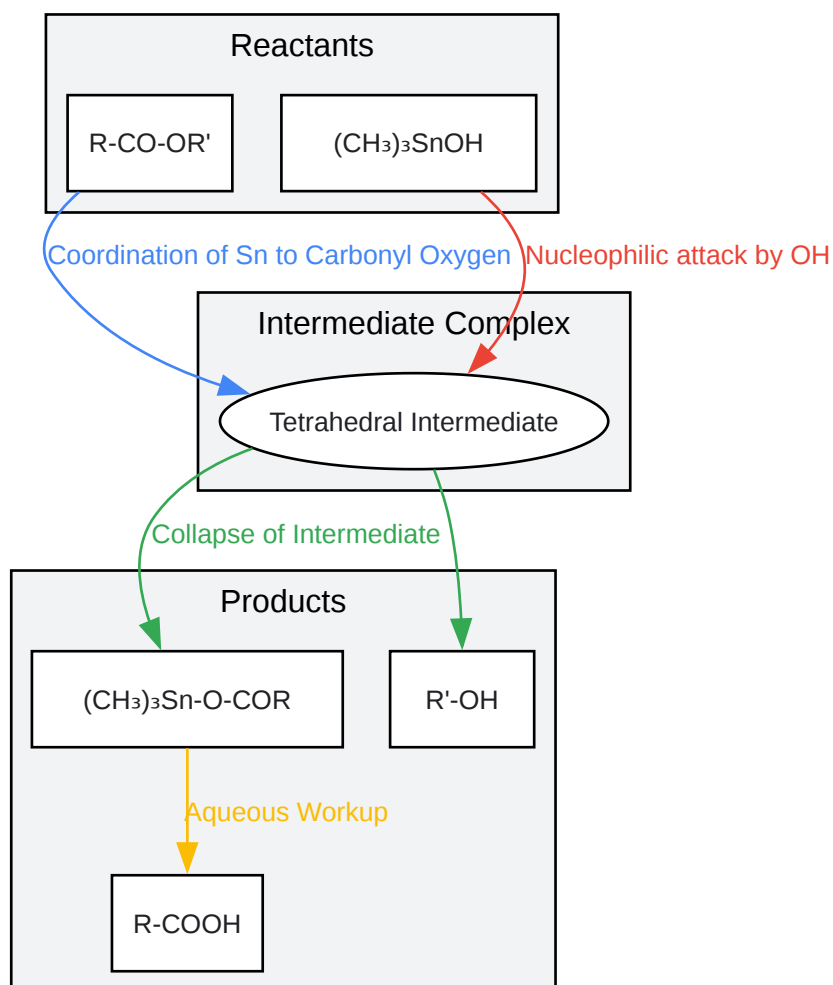 Reactants
R-CO-OR'
(CH₃)₃SnOH
Coordination of Sn to Carbonyl Oxygen
Nucleophilic attack by OH
Intermediate Complex
Tetrahedral Intermediate
Collapse of Intermediate
Products
(CH₃)₃Sn-O-COR
R'-OH
Aqueous Workup
R-COOH